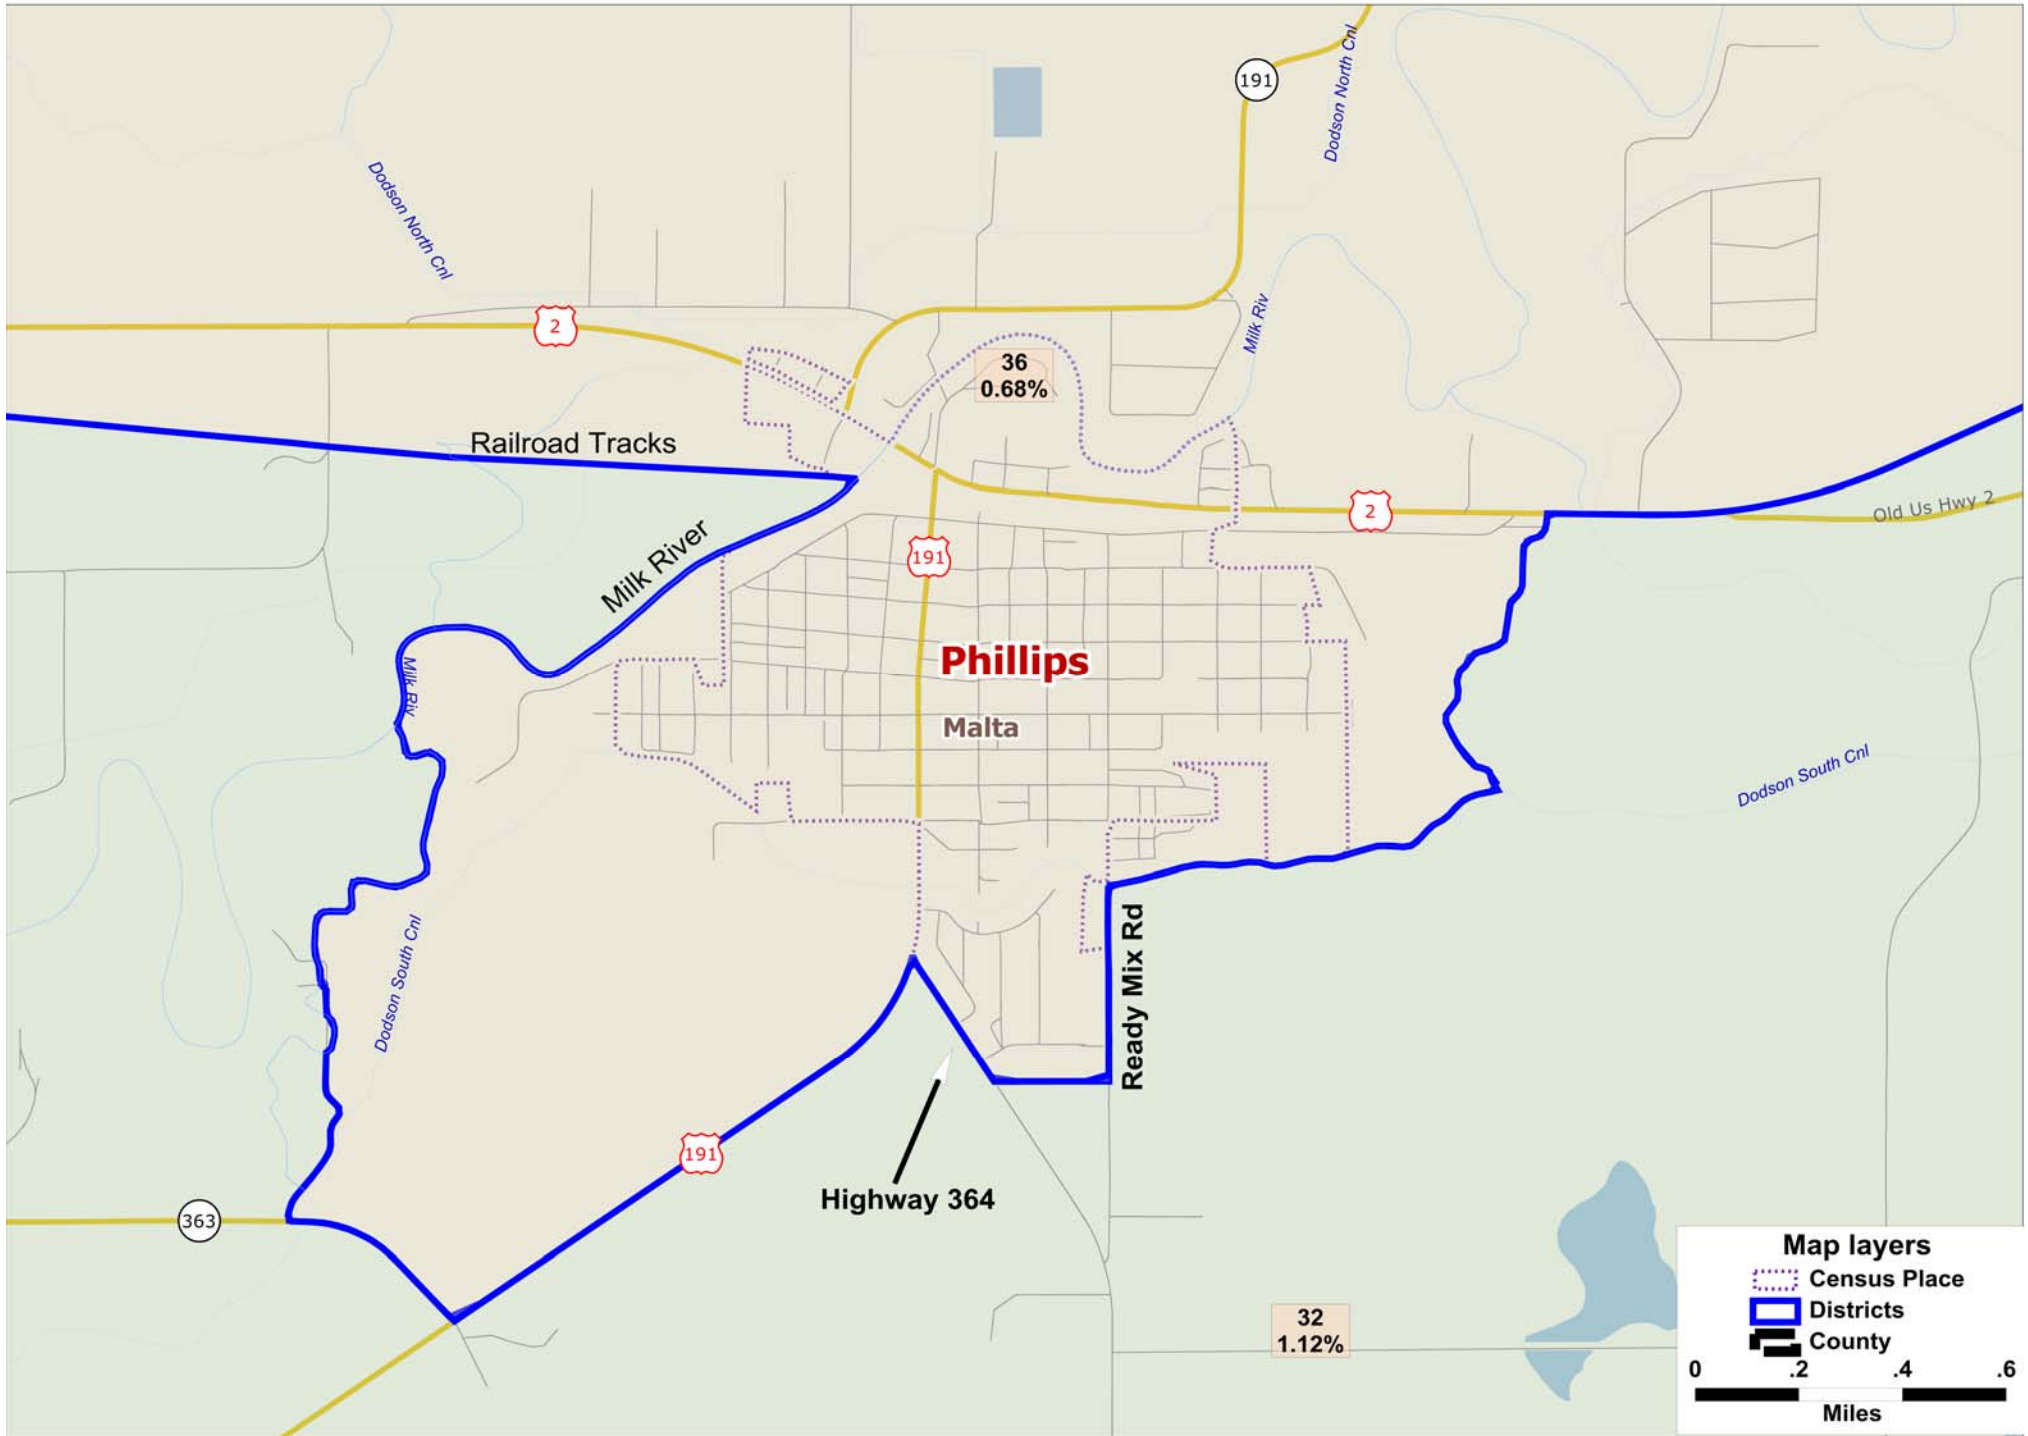 191
Dodson North Cnl
Dodson North Cnl
Milk Riv
2
36
0.68%
Railroad Tracks
2
Old Us Hwy 2
191
Milk River
Phillips
Milk Riv
Malta
Dodson South Cnl
Dodson South Cnl
Ready Mix Rd
191
Highway 364
363
32
1.12%
Map layers
Census Place
Districts
County
0 .2 .4 .6
Miles